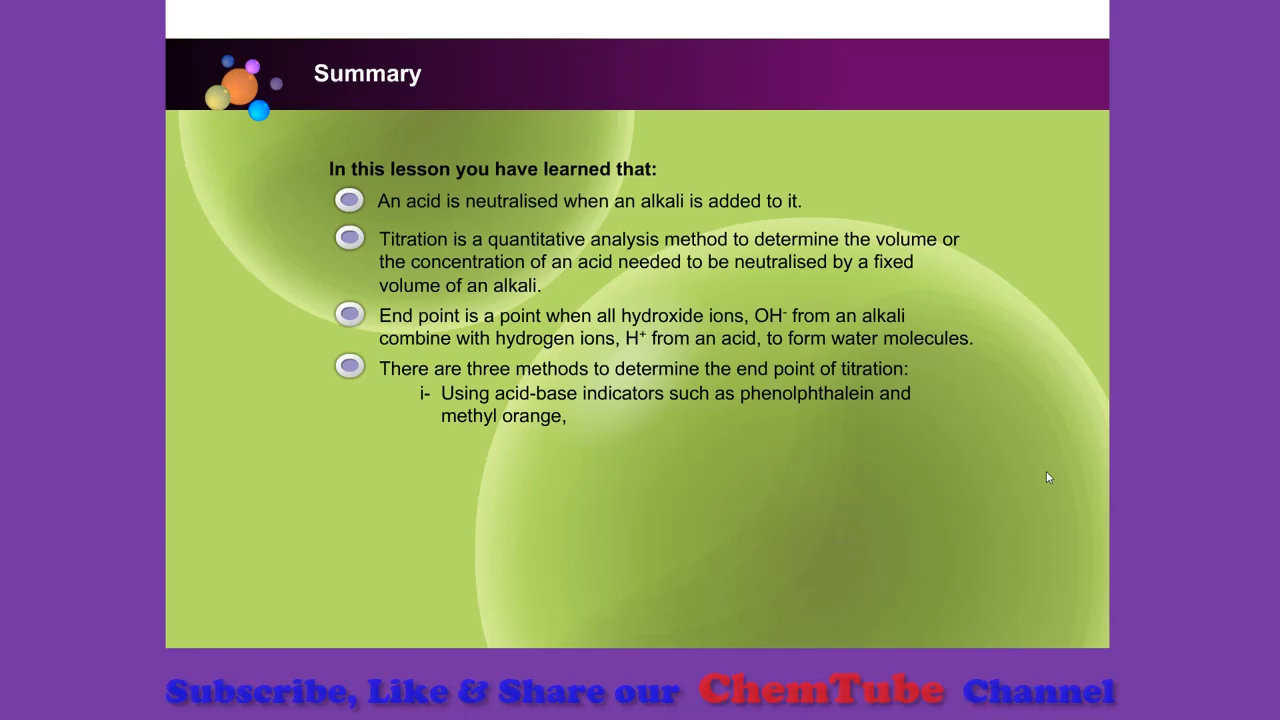 Summary
In this lesson you have learned that:
An acid is neutralised when an alkali is added to it.
Titration is a quantitative analysis method to determine the volume or
the concentration of an acid needed to be neutralised by a fixed
volume of an alkali.
End point is a point when all hydroxide ions, OH⁻ from an alkali
combine with hydrogen ions, H⁺ from an acid, to form water molecules.
There are three methods to determine the end point of titration:
i- Using acid-base indicators such as phenolphthalein and
methyl orange,
Subscribe, Like & Share our ChemTube Channel